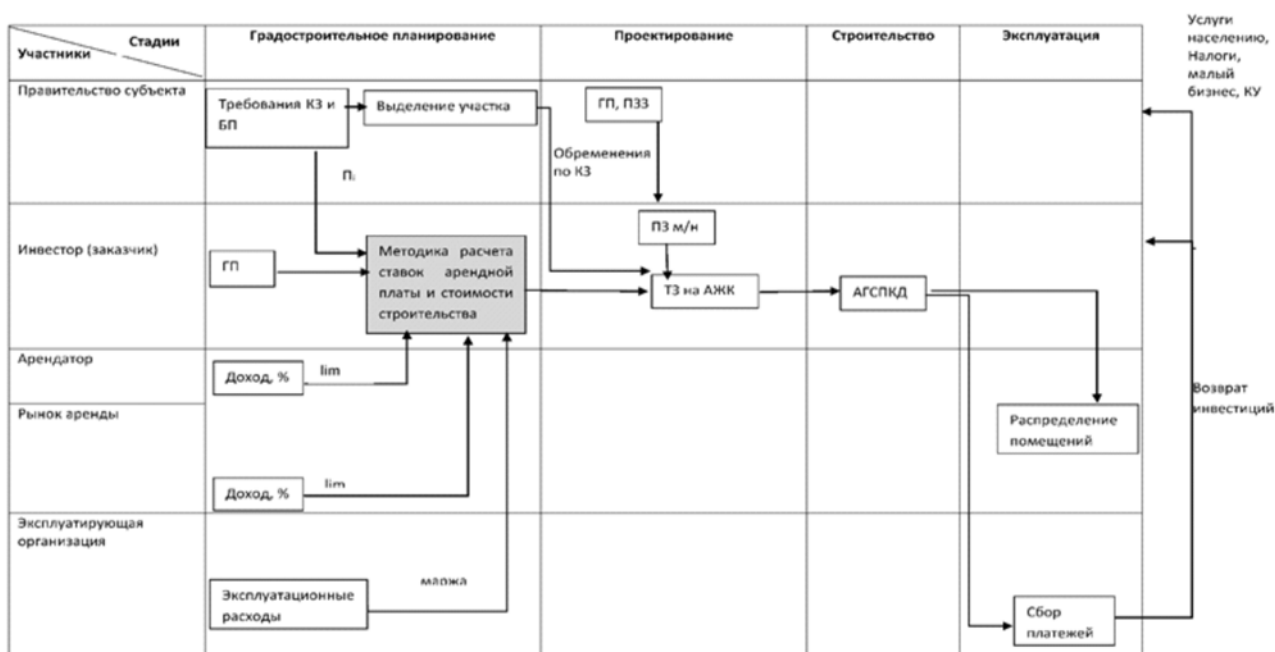 Стадии
Участники
Градостроительное планирование
Проектирование
Строительство
Эксплуатация
Услуги
населению,
Налоги,
малый
бизнес, КУ
Правительство субъекта
Требования КЗ и
БП
Выделение участка
ГП, ПЗЗ
Обременения
по КЗ
Пᵢ
Инвестор (заказчик)
ГП
Методика расчета
ставок арендной
платы и стоимости
строительства
ПЗ м/н
ТЗ на АЖК
АГСПКД
Арендатор
Доход, %
lim
Возврат
инвестиций
Рынок аренды
Распределение
помещений
Доход, %
lim
Эксплуатирующая
организация
маржа
Эксплуатационные
расходы
Сбор
платежей